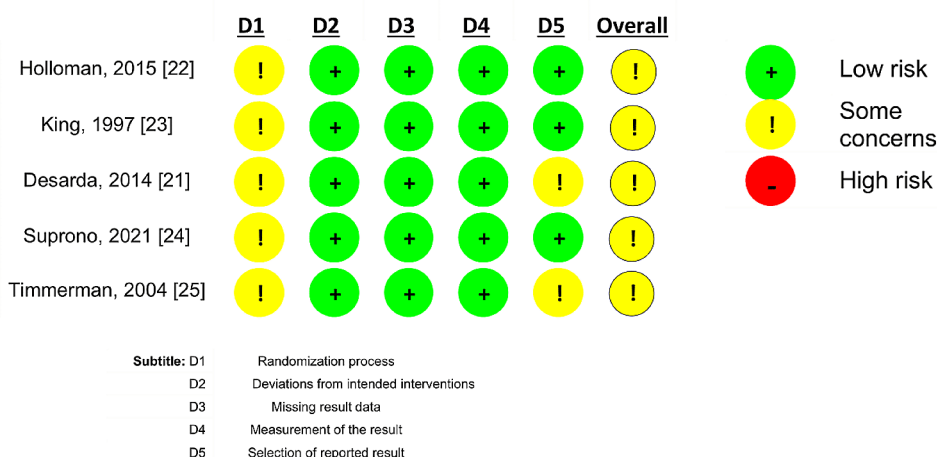 D1 D2 D3 D4 D5 Overall
Holloman, 2015 [22] ! + + + + !
King, 1997 [23] ! + + + + !
Desarda, 2014 [21] ! + + + ! !
Suprono, 2021 [24] ! + + + + !
Timmerman, 2004 [25] ! + + + ! !
+ Low risk
! Some
concerns
- High risk
Subtitle: D1 Randomization process
D2 Deviations from intended interventions
D3 Missing result data
D4 Measurement of the result
D5 Selection of reported result